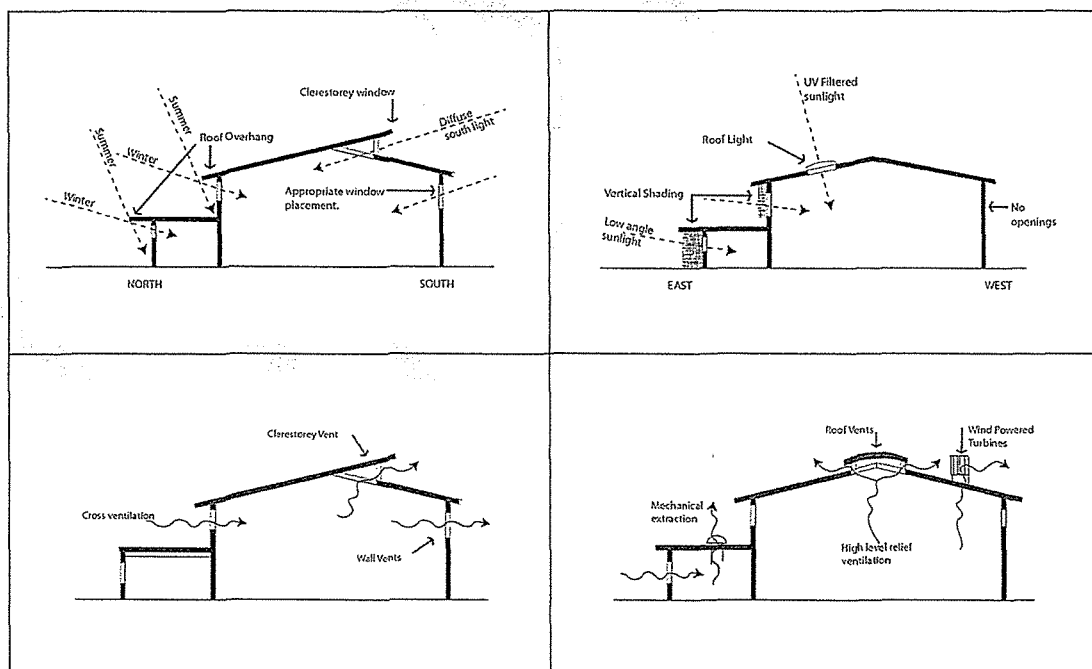 Summer
Summer
Winter
Winter
Roof Overhang
Clerestorey window
Diffuse
south light
Appropriate window
placement.
NORTH
SOUTH
UV Filtered
sunlight
Roof Light
Vertical Shading
Low angle
sunlight
No
openings
EAST
WEST
Clerestorey Vent
Cross ventilation
Wall Vents
Roof Vents
Wind Powered
Turbines
Mechanical
extraction
High level relief
ventilation